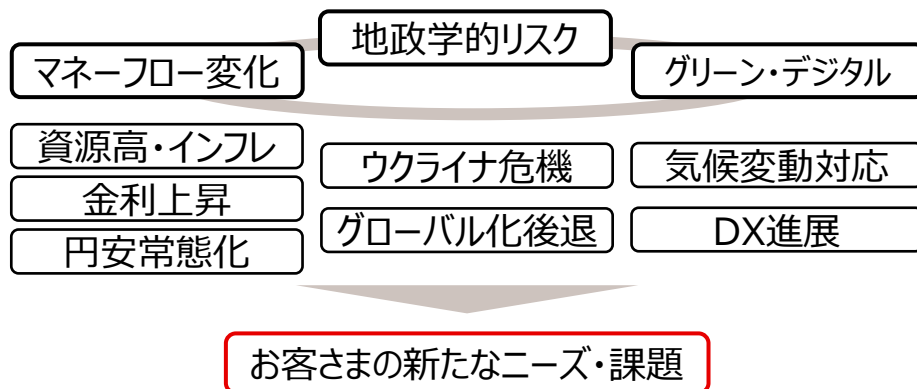 地政学的リスク
マネーフロー変化
グリーン・デジタル
資源高・インフレ
金利上昇
円安常態化
ウクライナ危機
グローバル化後退
気候変動対応
DX進展
お客さまの新たなニーズ・課題